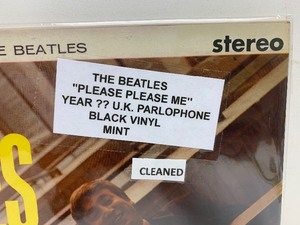 E BEATLES
stereo
THE BEATLES
"PLEASE PLEASE ME"
YEAR ?? U.K. PARLOPHONE
BLACK VINYL
MINT
CLEANED
S